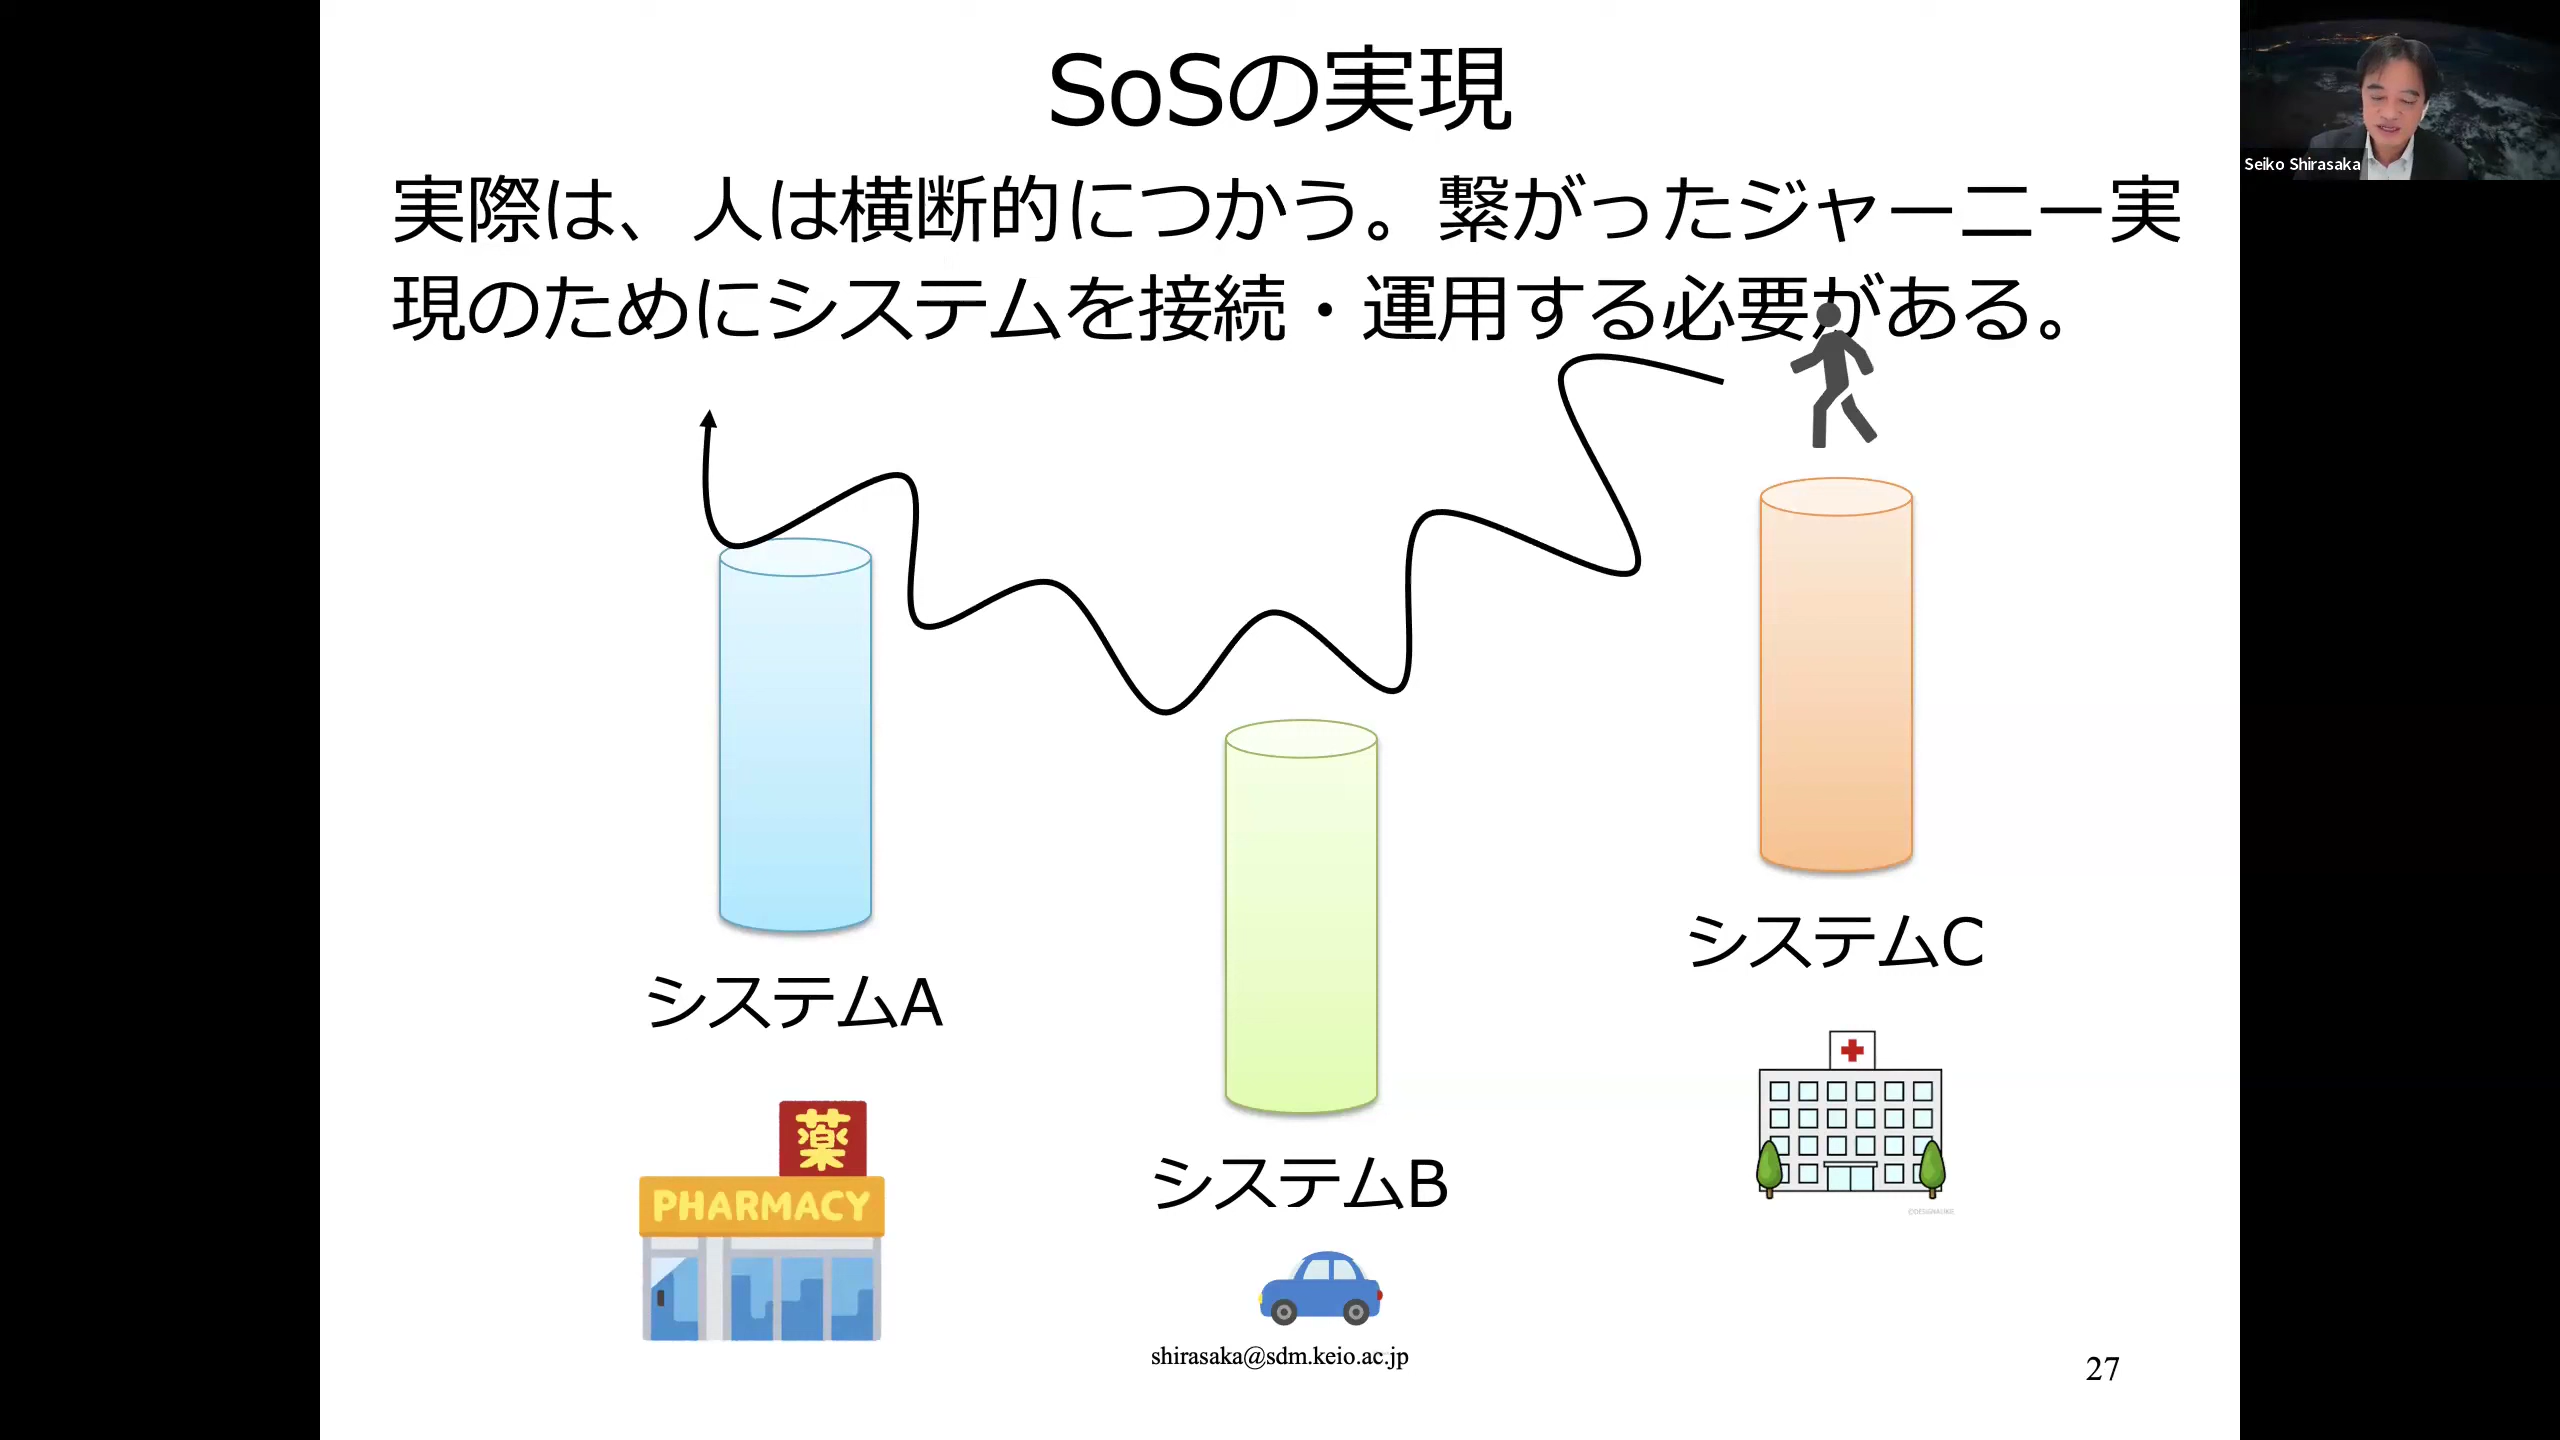 SoSの実現
Seiko Shirasaka
実際は、人は横断的につかう。繋がったジャーニー実
現のためにシステムを接続・運用する必要がある。
システムC
システムA
薬
PHARMACY
システムB
©DESIGNALIKIE
shirasaka@sdm.keio.ac.jp
27